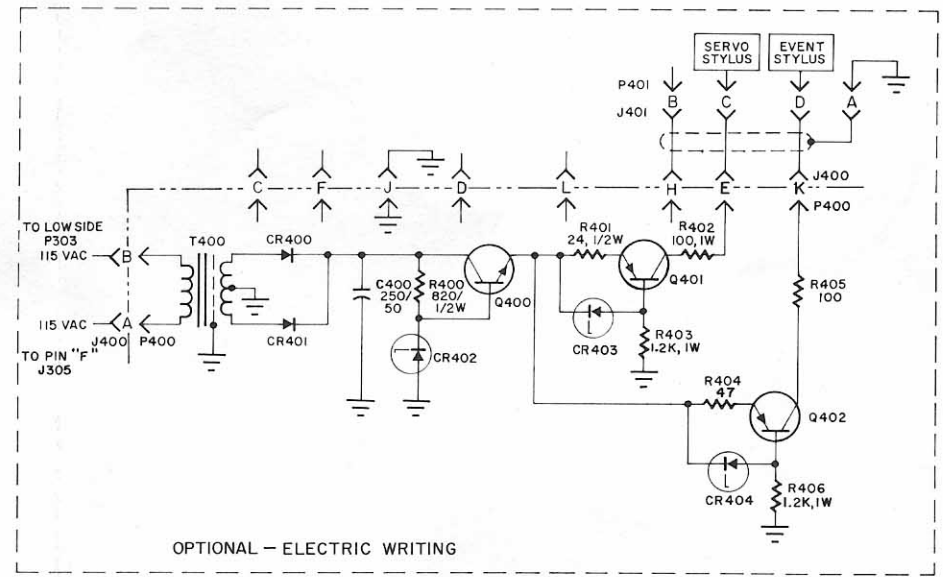 SERVO
STYLUS
EVENT
STYLUS
P401
J401
B
C
D
A
C
F
J
D
L
H
E
K
J400
P400
TO LOW SIDE
P303
115 VAC
B
T400
CR400
115 VAC
A
J400
P400
TO PIN "F"
J305
CR401
C400
250/
50
R400
820/
1/2W
CR402
Q400
R401
24, 1/2W
R402
100, 1W
Q401
CR403
R403
1.2K, 1W
R405
100
R404
47
Q402
CR404
R406
1.2K, 1W
OPTIONAL — ELECTRIC WRITING